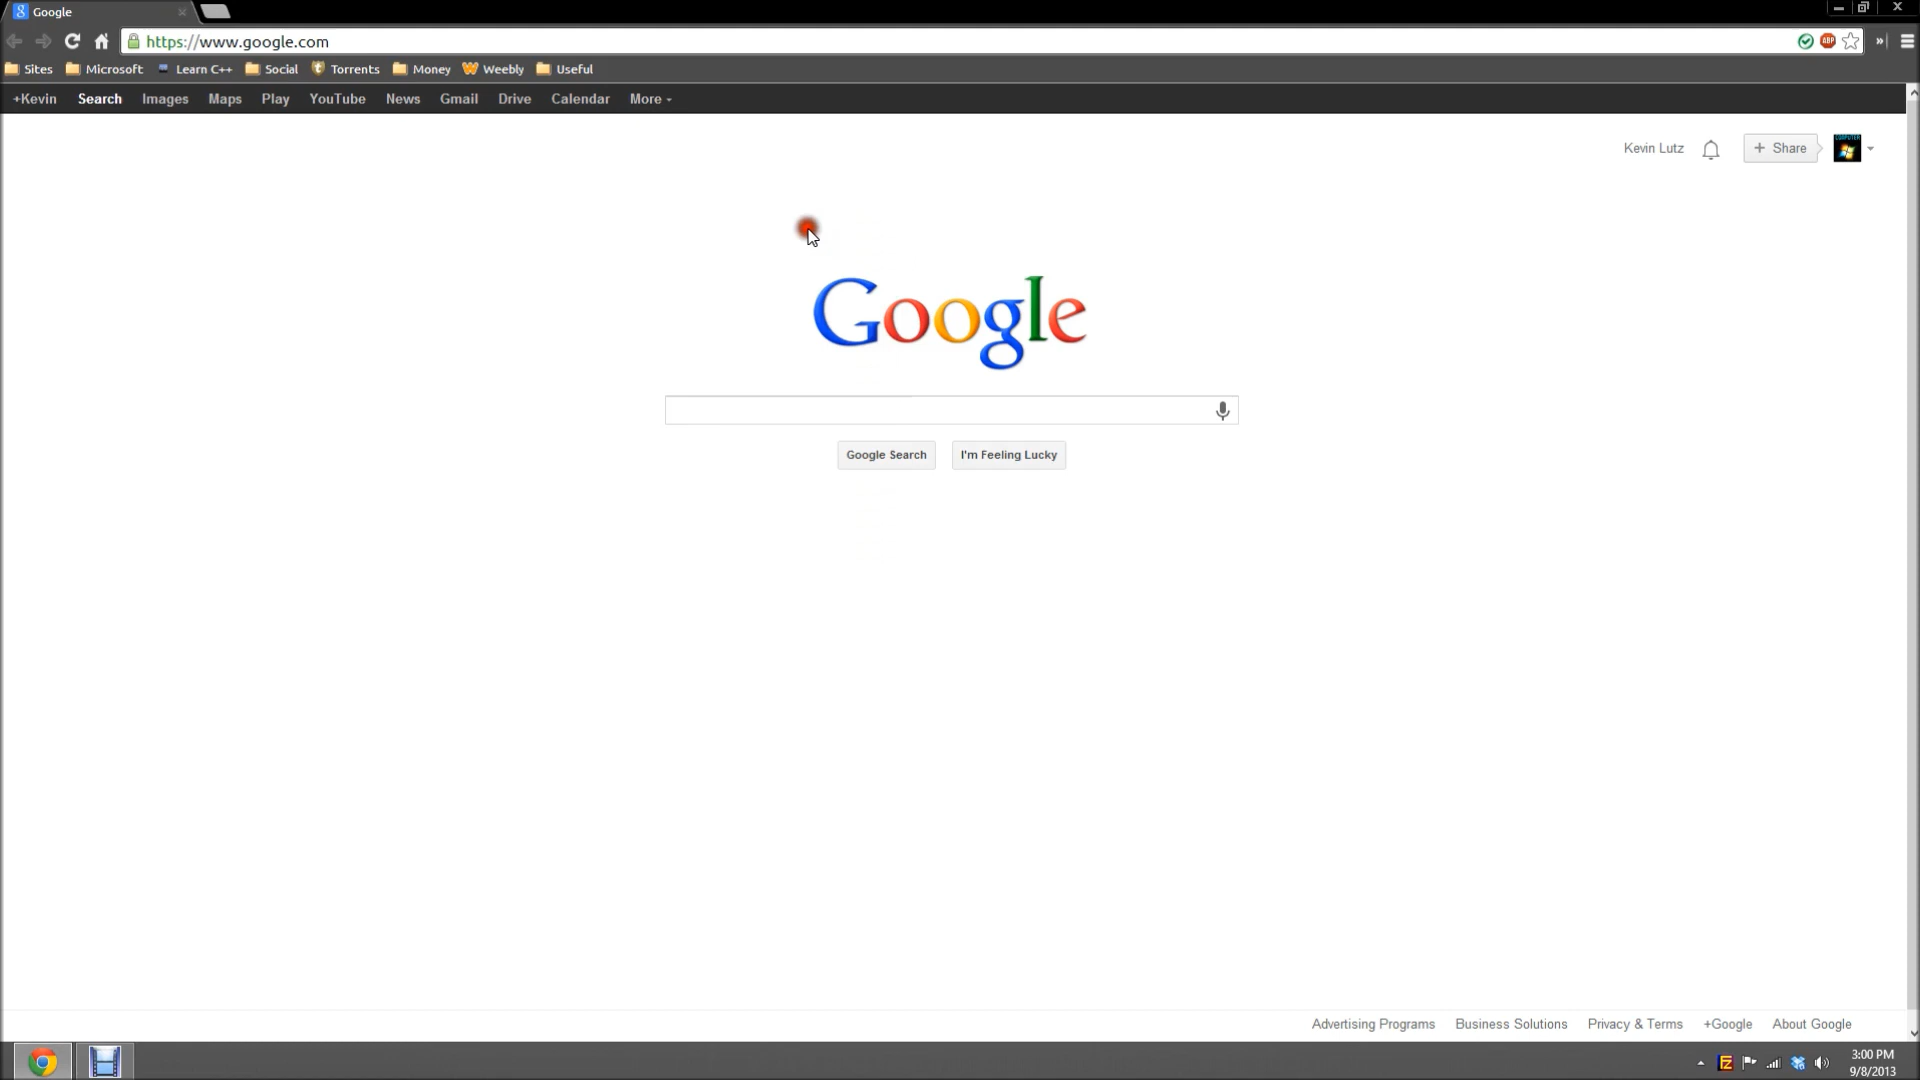 Google
https://www.google.com
ABP
Sites Microsoft Learn C++ Social Torrents Money Weebly Useful
+Kevin Search Images Maps Play YouTube News Gmail Drive Calendar More
Kevin Lutz + Share
Google
Google Search I'm Feeling Lucky
Advertising Programs Business Solutions Privacy & Terms +Google About Google
3:00 PM
9/8/2013